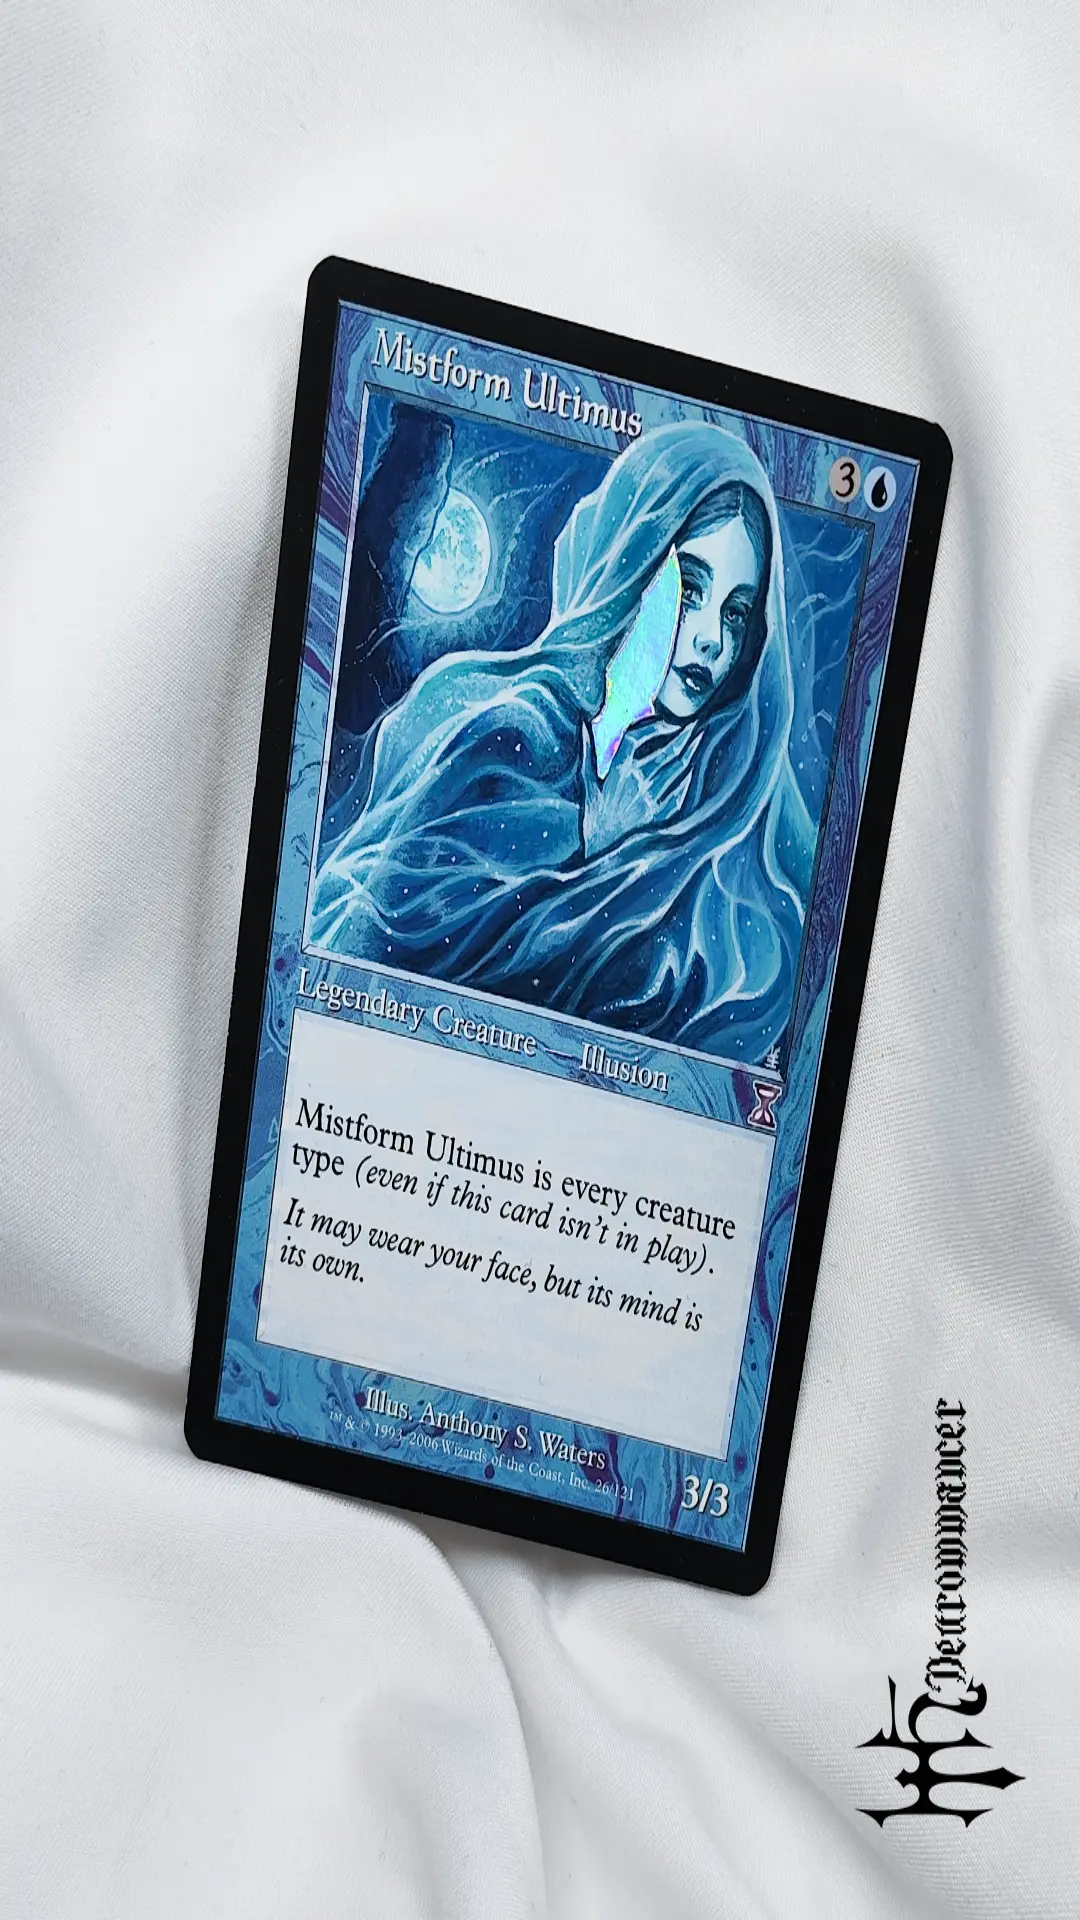 Mistform Ultimus
3
Legendary Creature — Illusion
Mistform Ultimus is every creature
type (even if this card isn't in play).
It may wear your face, but its mind is
its own.
Illus. Anthony S. Waters
™ & © 1993-2006 Wizards of the Coast, Inc. 26/121
3/3